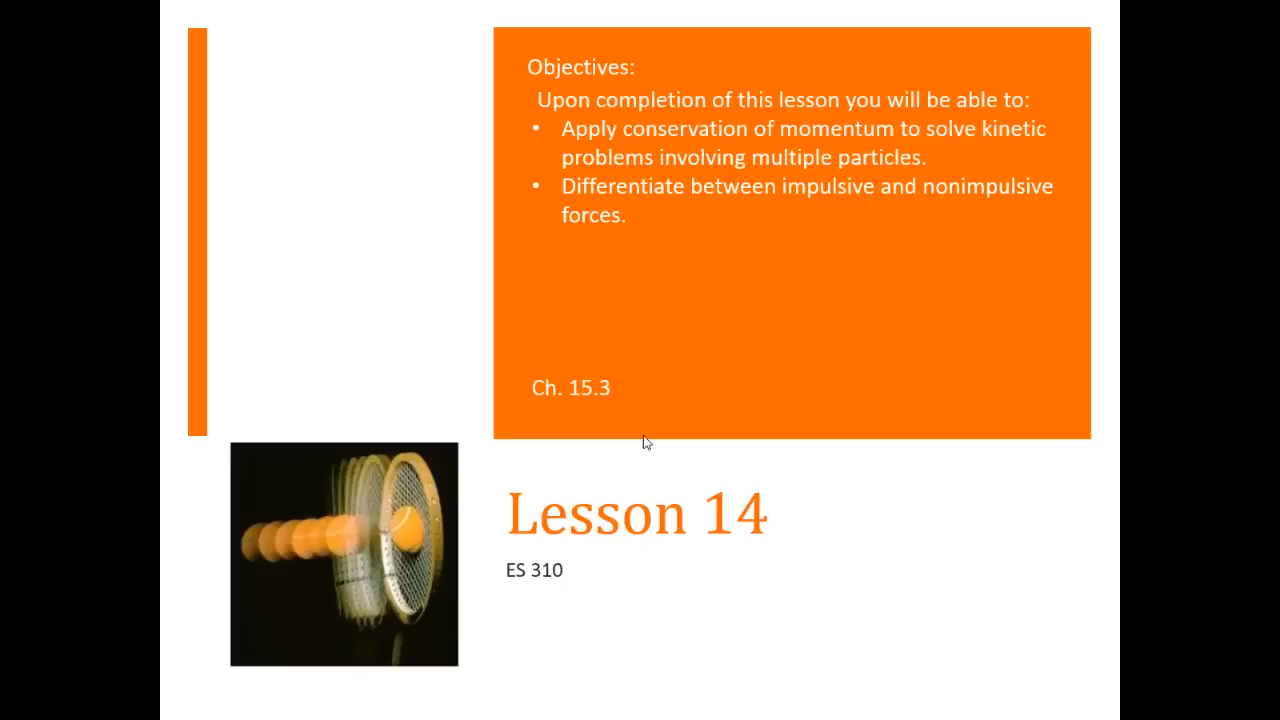 Objectives:
Upon completion of this lesson you will be able to:
• Apply conservation of momentum to solve kinetic
problems involving multiple particles.
• Differentiate between impulsive and nonimpulsive
forces.
Ch. 15.3
Lesson 14
ES 310